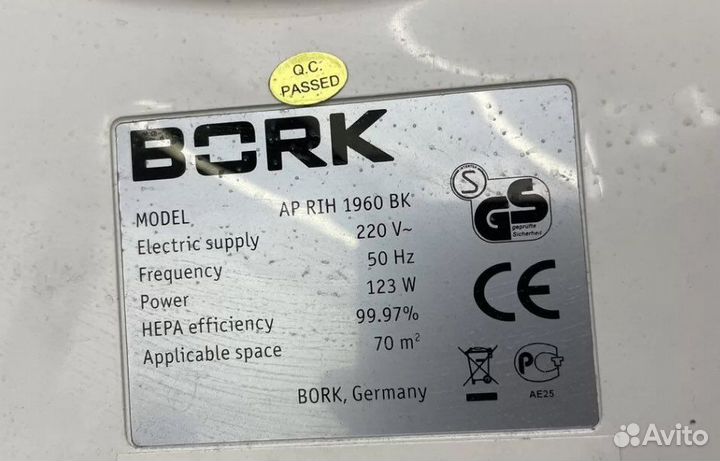 Q.C.
PASSED
BORK
MODEL AP RIH 1960 BK
Electric supply 220 V~
Frequency 50 Hz
Power 123 W
HEPA efficiency 99.97%
Applicable space 70 m²
BORK, Germany
S
GS
geprüfte
Sicherheit
CE
PCT
AE25
Avito